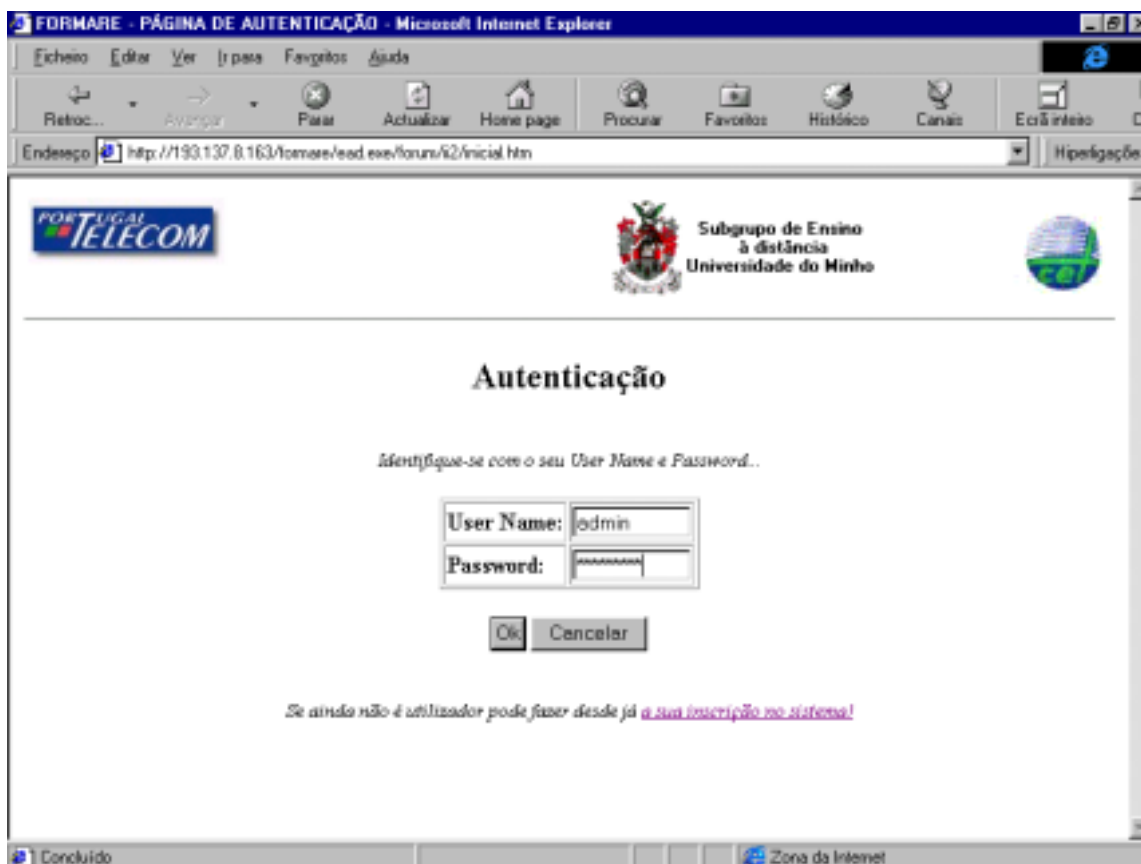 FORMARE - PÁGINA DE AUTENTICAÇÃO - Microsoft Internet Explorer
Ficheiro Editar Ver Ir para Favoritos Ajuda
Retroc... Avançar Parar Actualizar Home page Procurar Favoritos Histórico Canais Ecrã inteiro
Endereço http://193.137.8.163/formare/ead.exe/forum/ii2/inicial.htm Hiperligaçõe
PORTUGAL
TELECOM
Subgrupo de Ensino
à distância
Universidade do Minho
cet
Autenticação
Identifique-se com o seu User Name e Password...
User Name: admin
Password: *********
Ok Cancelar
Se ainda não é utilizador pode fazer desde já a sua inscrição no sistema!
Concluído Zona da Internet